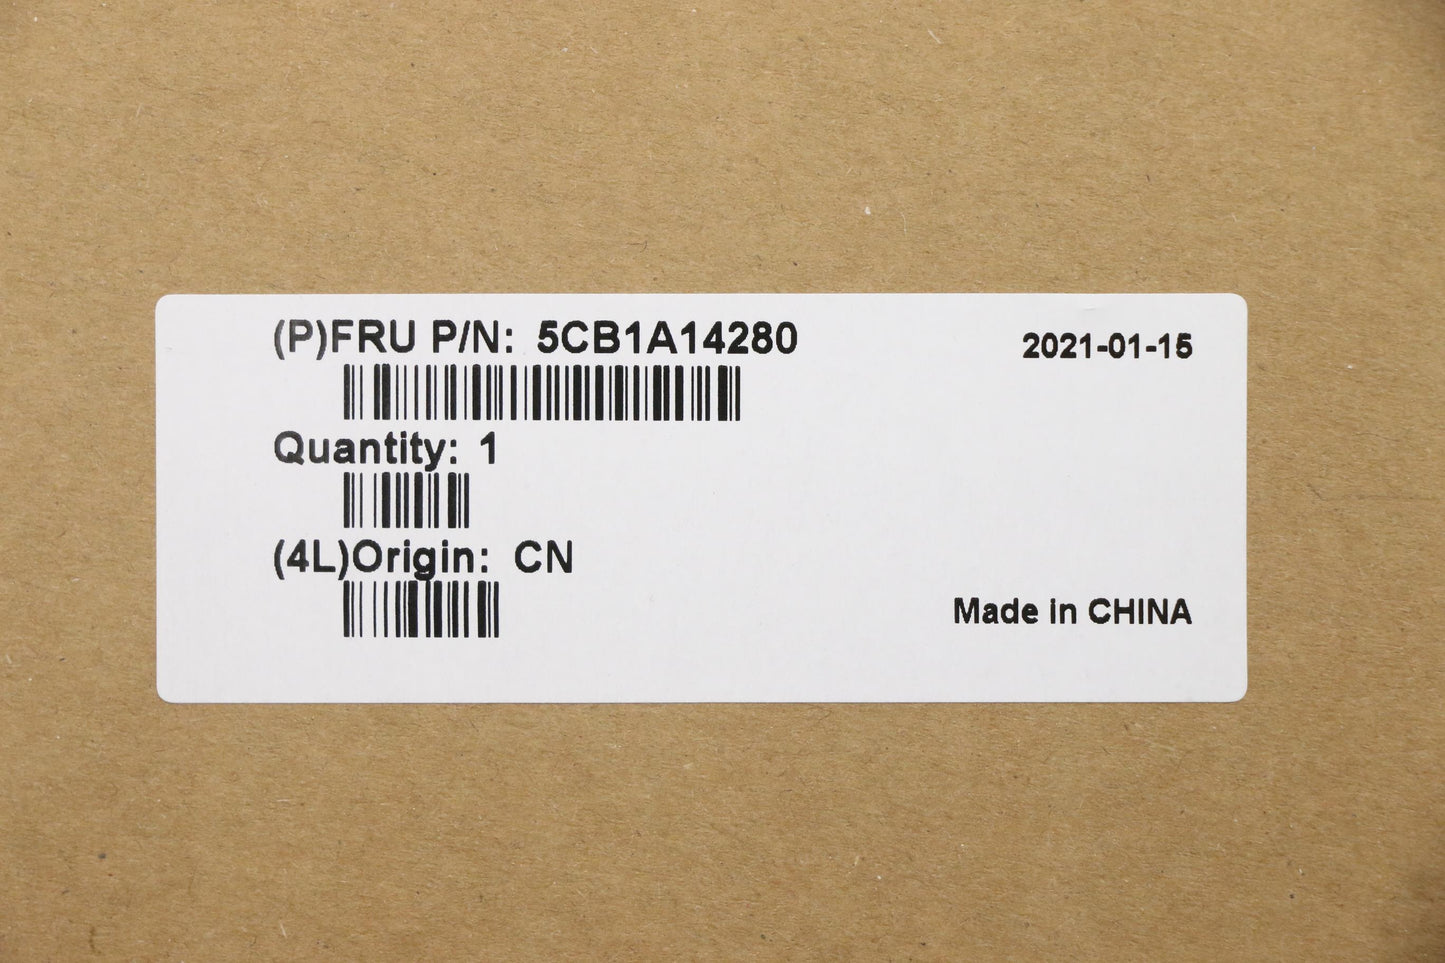 (P)FRU P/N: 5CB1A14280
2021-01-15
Quantity: 1
(4L)Origin: CN
Made in CHINA